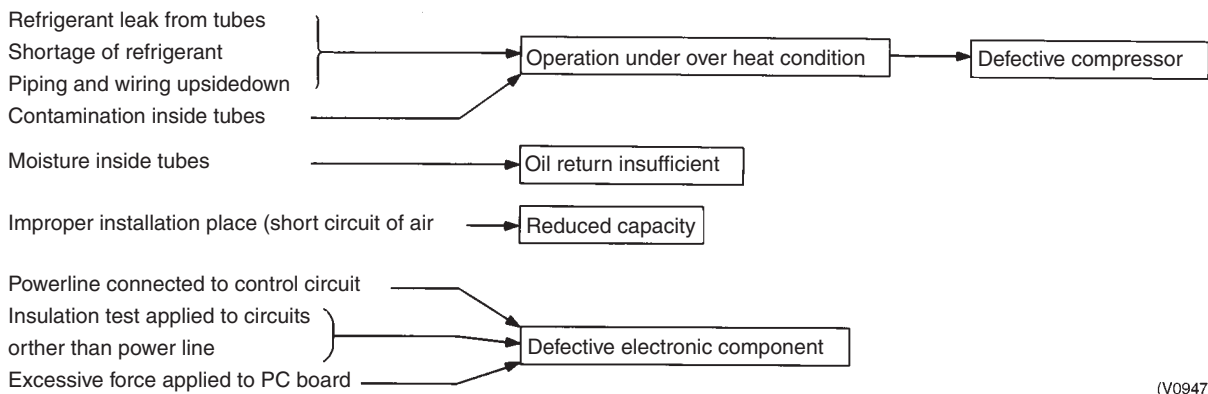 Refrigerant leak from tubes
Shortage of refrigerant
Operation under over heat condition
Defective compressor
Piping and wiring upsidedown
Contamination inside tubes
Moisture inside tubes
Oil return insufficient
Improper installation place (short circuit of air
Reduced capacity
Powerline connected to control circuit
Insulation test applied to circuits
orther than power line
Defective electronic component
Excessive force applied to PC board
(V0947